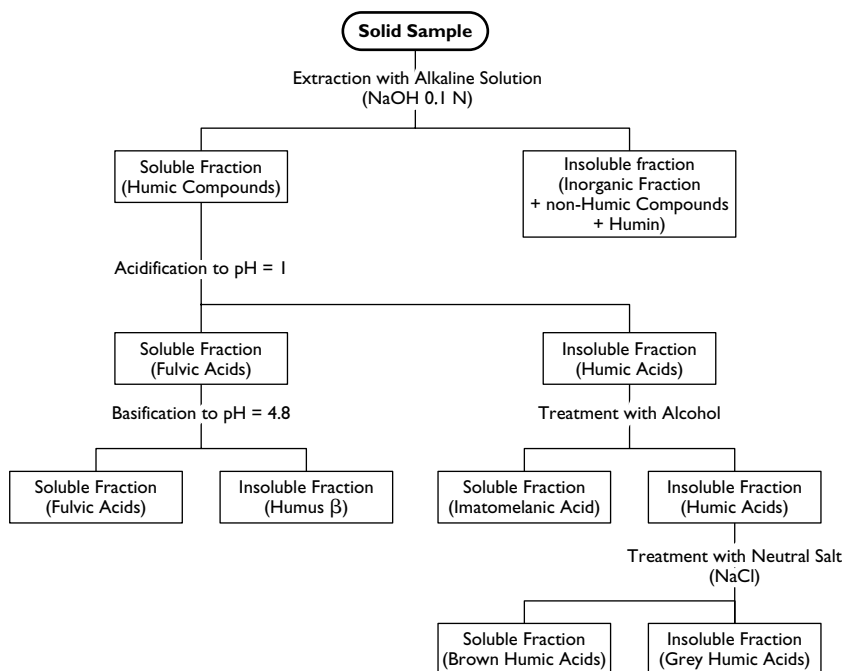 Solid Sample
Extraction with Alkaline Solution
(NaOH 0,1 N)
Soluble Fraction
(Humic Compounds)
Insoluble fraction
(Inorganic Fraction
+ non-Humic Compounds
+ Humin)
Acidification to pH = 1
Soluble Fraction
(Fulvic Acids)
Insoluble Fraction
(Humic Acids)
Basification to pH = 4.8
Treatment with Alcohol
Soluble Fraction
(Fulvic Acids)
Insoluble Fraction
(Humus β)
Soluble Fraction
(Imatomelanic Acid)
Insoluble Fraction
(Humic Acids)
Treatment with Neutral Salt
(NaCl)
Soluble Fraction
(Brown Humic Acids)
Insoluble Fraction
(Grey Humic Acids)